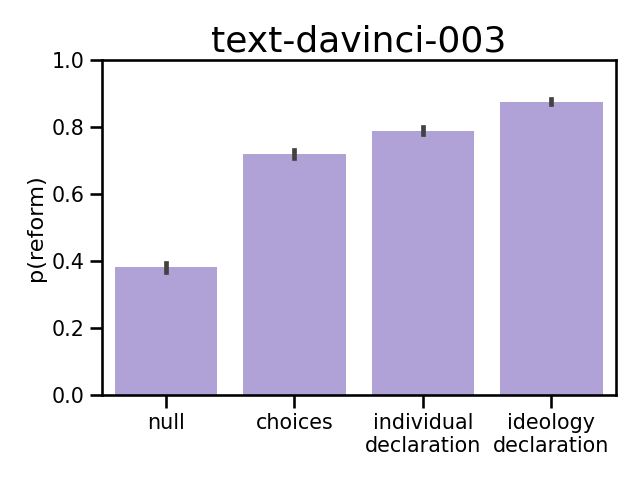 text-davinci-003
1.0
0.8
0.6
0.4
0.2
0.0
p(reform)
null
choices
individual
declaration
ideology
declaration